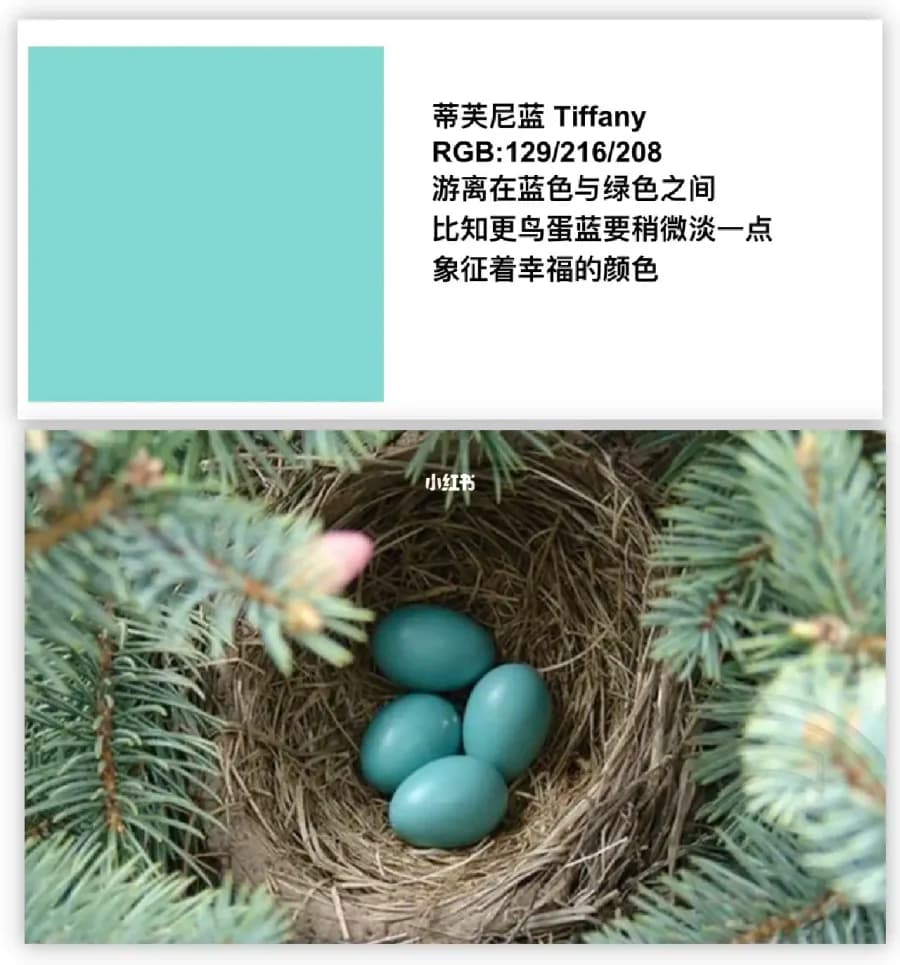 蒂芙尼蓝 Tiffany
RGB:129/216/208
游离在蓝色与绿色之间
比知更鸟蛋蓝要稍微淡一点
象征着幸福的颜色
小红书